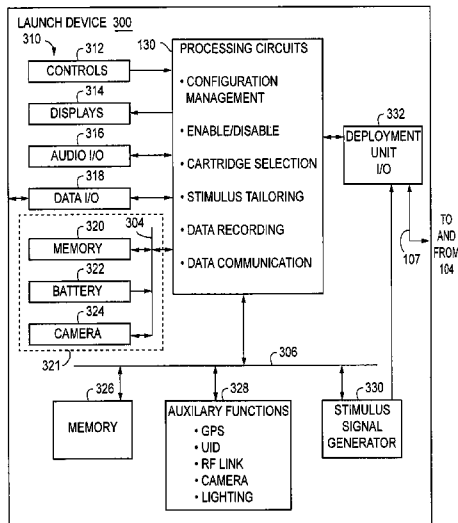 LAUNCH DEVICE 300
310
312
CONTROLS
314
DISPLAYS
316
AUDIO I/O
318
DATA I/O
304
320
MEMORY
322
BATTERY
324
CAMERA
321
130
PROCESSING CIRCUITS
• CONFIGURATION
MANAGEMENT
• ENABLE/DISABLE
• CARTRIDGE SELECTION
• STIMULUS TAILORING
• DATA RECORDING
• DATA COMMUNICATION
332
DEPLOYMENT
UNIT
I/O
107
TO
AND
FROM
104
306
326
MEMORY
328
AUXILARY FUNCTIONS
• GPS
• UID
• RF LINK
• CAMERA
• LIGHTING
330
STIMULUS
SIGNAL
GENERATOR